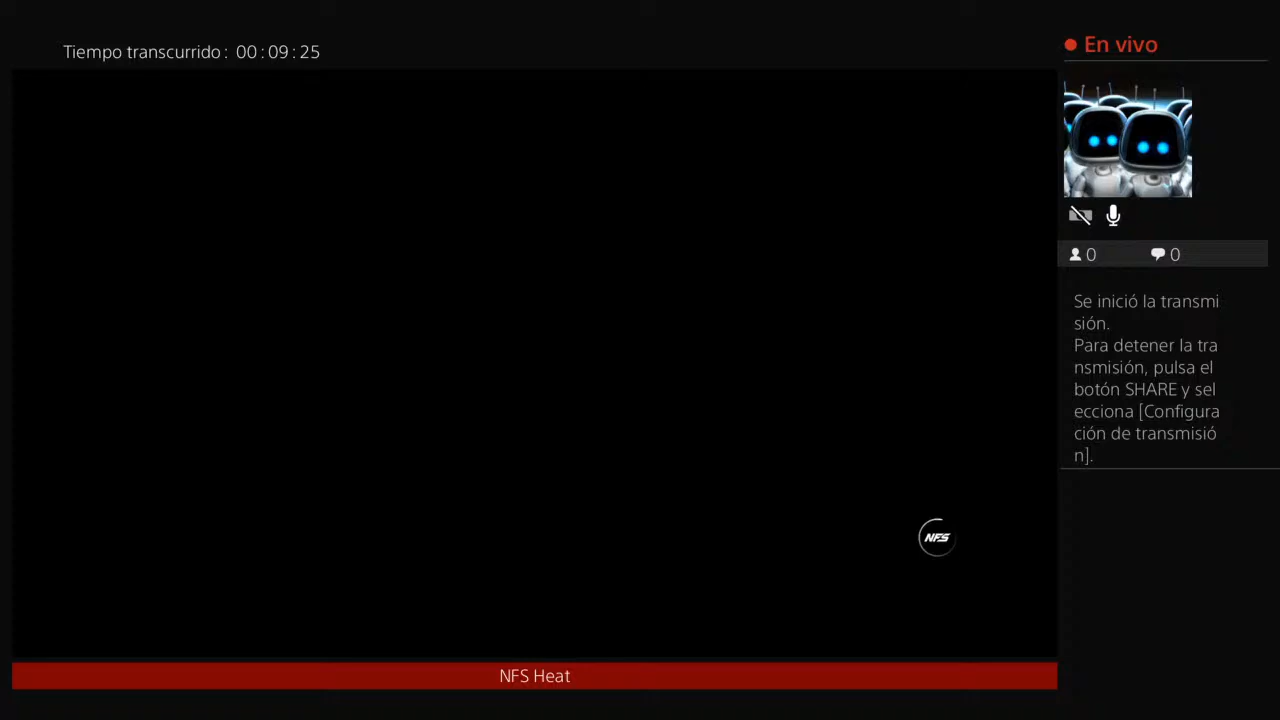 Tiempo transcurrido: 00:09:25
En vivo
0
0
Se inició la transmi
sión.
Para detener la tra
nsmisión, pulsa el
botón SHARE y sel
ecciona [Configura
ción de transmisió
n].
NFS
NFS Heat